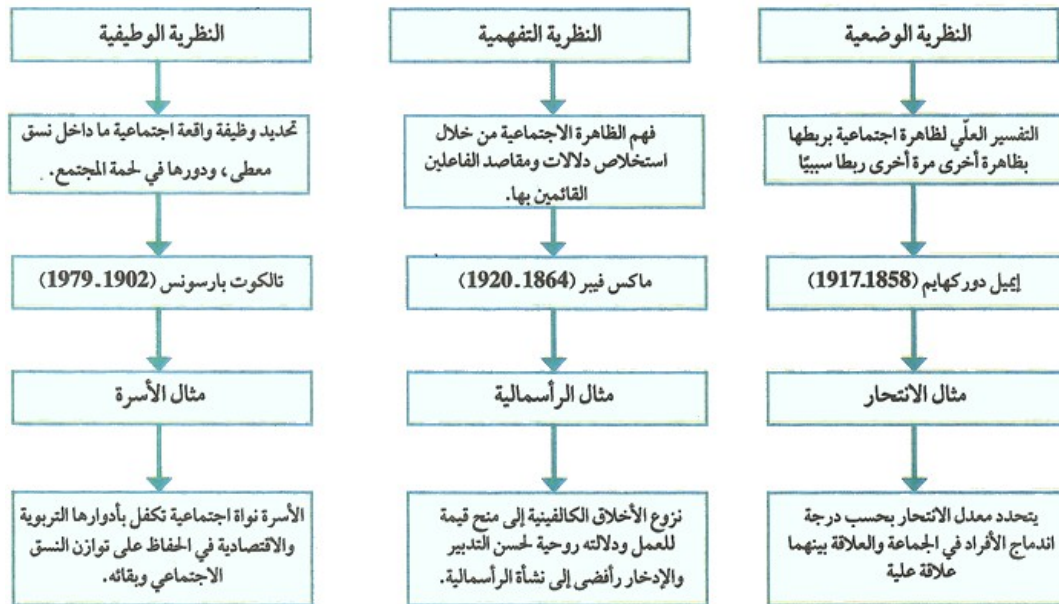 النظرية الوضعية
التفسير العلّي لظاهرة اجتماعية بربطها
بظاهرة أخرى مرة أخرى ربطا سببيًا
إيميل دوركهايم (1858ـ1917)
مثال الانتحار
يتحدد معدل الانتحار بحسب درجة
اندماج الأفراد في الجماعة والعلاقة بينهما
علاقة علية
النظرية التفهمية
فهم الظاهرة الاجتماعية من خلال
استخلاص دلالات ومقاصد الفاعلين
القائمين بها.
ماكس فيبر (1864ـ1920)
مثال الرأسمالية
نزوع الأخلاق الكالفينية إلى منح قيمة
للعمل ودلالته روحية لحسن التدبير
والإدخار رأفضى إلى نشأة الرأسمالية.
النظرية الوظيفية
تحديد وظيفة واقعة اجتماعية ما داخل نسق
معطى، ودورها في لحمة المجتمع.
تالكوت بارسونس (1902ـ1979)
مثال الأسرة
الأسرة نواة اجتماعية تكفل بأدوارها التربوية
والاقتصادية في الحفاظ على توازن النسق
الاجتماعي وبقائه.